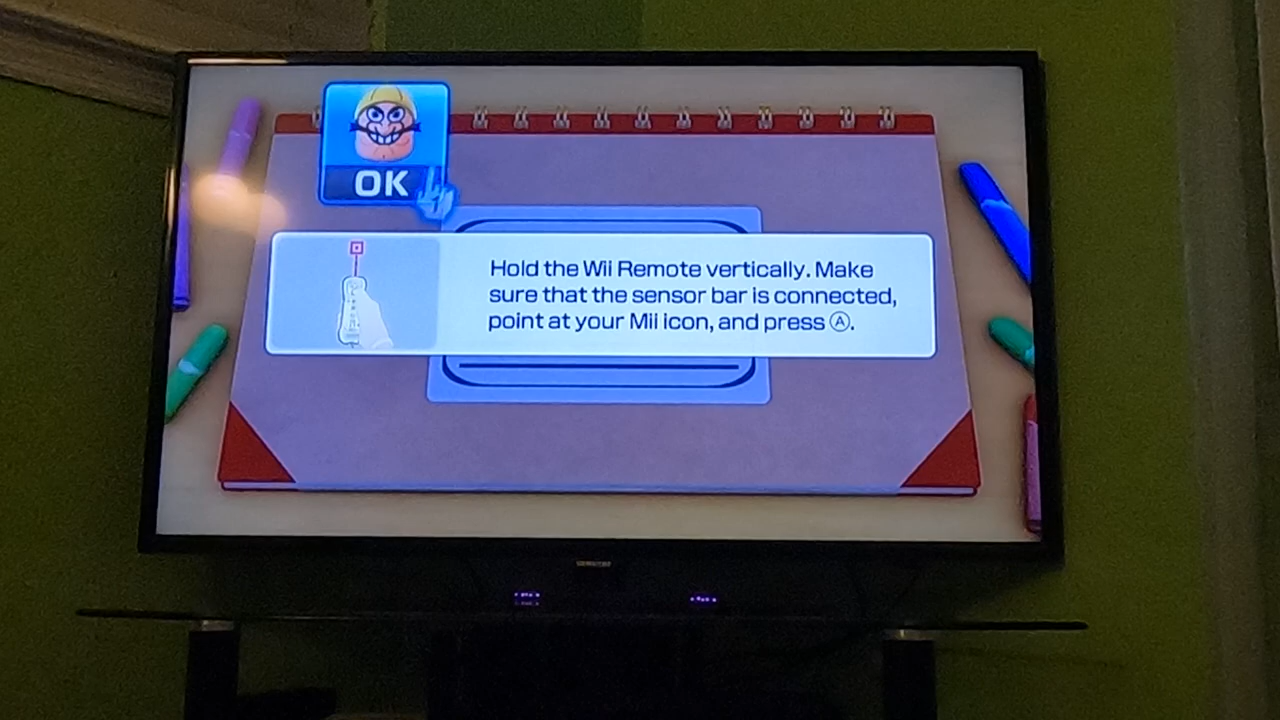 OK
Hold the Wii Remote vertically. Make
sure that the sensor bar is connected,
point at your Mii icon, and press Ⓐ.